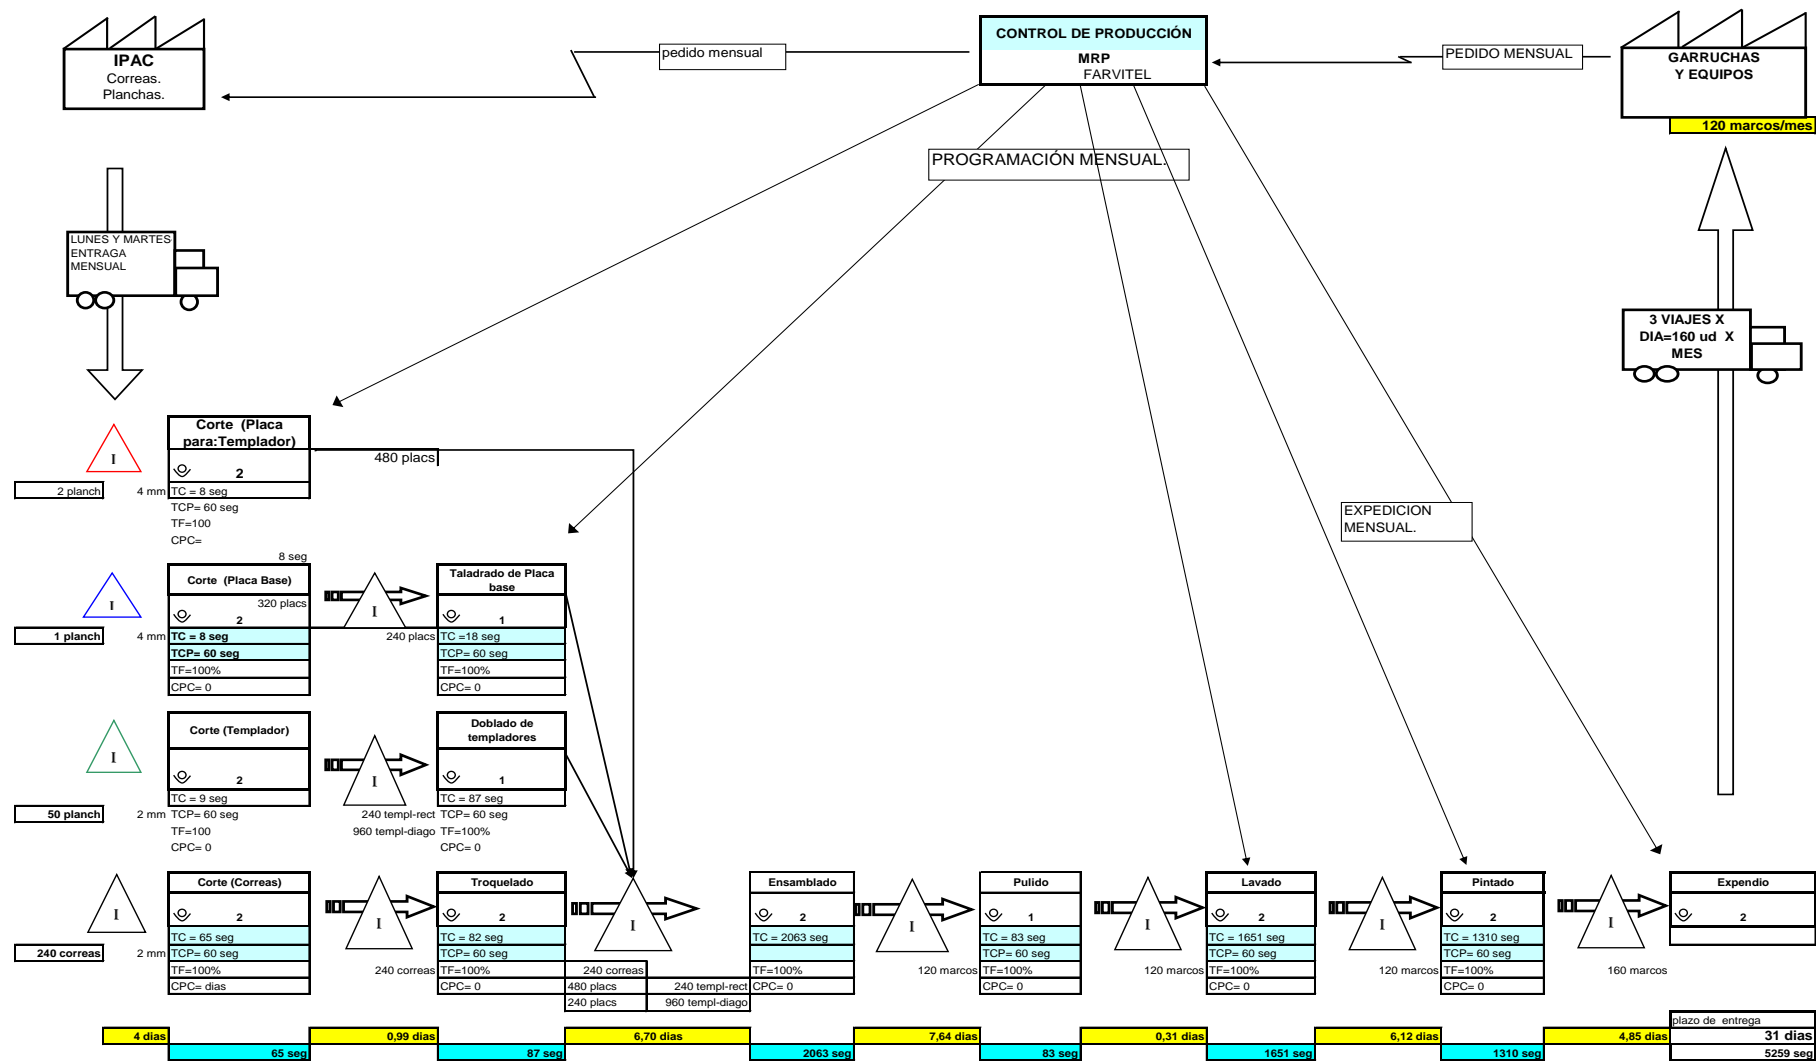 IPAC
Correas.
Planchas.
pedido mensual
CONTROL DE PRODUCCIÓN
MRP
FARVITEL
PEDIDO MENSUAL
GARRUCHAS
Y EQUIPOS
120 marcos/mes
PROGRAMACIÓN MENSUAL.
LUNES Y MARTES
ENTRAGA
MENSUAL
3 VIAJES X
DIA=160 ud X
MES
EXPEDICION
MENSUAL.
I
2 planch
4 mm
Corte (Placa
para:Templador)
2
TC = 8 seg
TCP= 60 seg
TF=100
CPC=
8 seg
480 placs
I
1 planch
4 mm
Corte (Placa Base)
320 placs
2
TC = 8 seg
TCP= 60 seg
TF=100%
CPC= 0
I
240 placs
Taladrado de Placa
base
1
TC =18 seg
TCP= 60 seg
TF=100%
CPC= 0
I
50 planch
2 mm
Corte (Templador)
2
TC = 9 seg
TCP= 60 seg
TF=100
CPC= 0
I
240 templ-rect
960 templ-diago
Doblado de
templadores
1
TC = 87 seg
TCP= 60 seg
TF=100%
CPC= 0
I
240 correas
2 mm
Corte (Correas)
2
TC = 65 seg
TCP= 60 seg
TF=100%
CPC= dias
I
240 correas
Troquelado
2
TC = 82 seg
TCP= 60 seg
TF=100%
CPC= 0
I
240 correas
480 placs
240 templ-rect
240 placs
960 templ-diago
Ensamblado
2
TC = 2063 seg
TF=100%
CPC= 0
I
120 marcos
Pulido
1
TC = 83 seg
TCP= 60 seg
TF=100%
CPC= 0
I
120 marcos
Lavado
2
TC = 1651 seg
TCP= 60 seg
TF=100%
CPC= 0
I
120 marcos
Pintado
2
TC = 1310 seg
TCP= 60 seg
TF=100%
CPC= 0
I
160 marcos
Expendio
2
plazo de entrega
4 dias
0,99 dias
6,70 dias
7,64 dias
0,31 dias
6,12 dias
4,85 dias
31 dias
65 seg
87 seg
2063 seg
83 seg
1651 seg
1310 seg
5259 seg